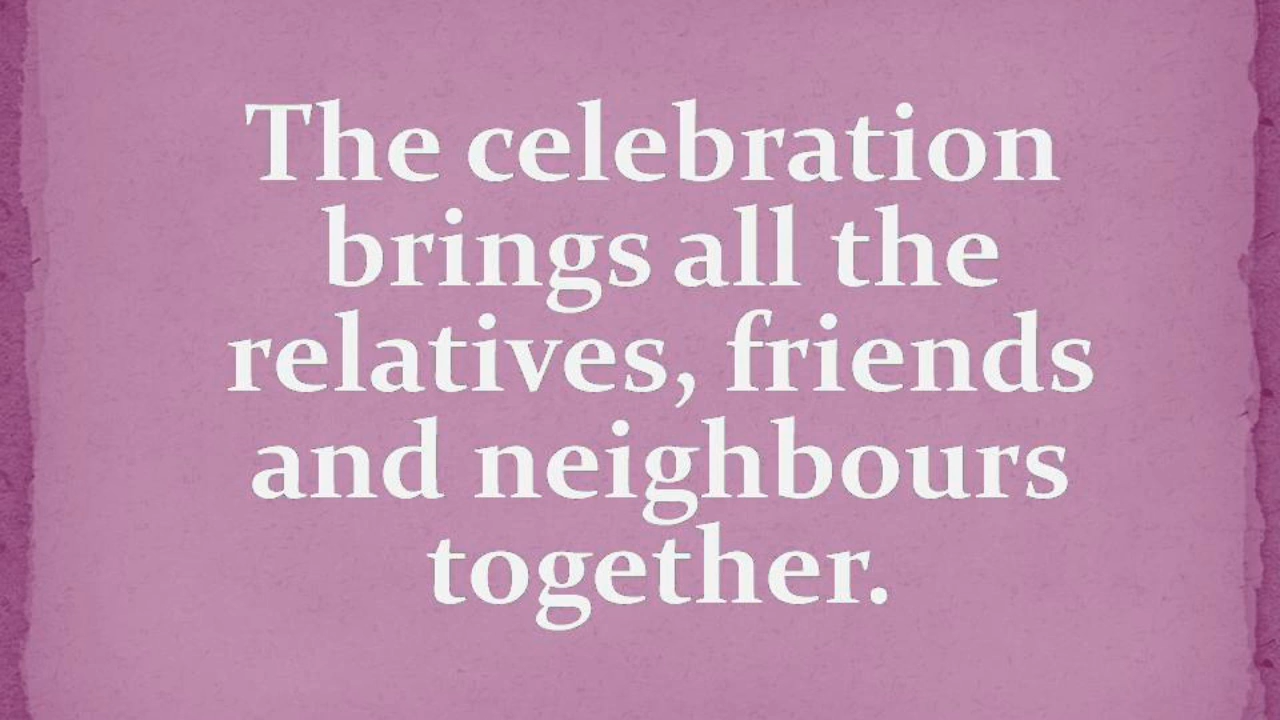 The celebration
brings all the
relatives, friends
and neighbours
together.